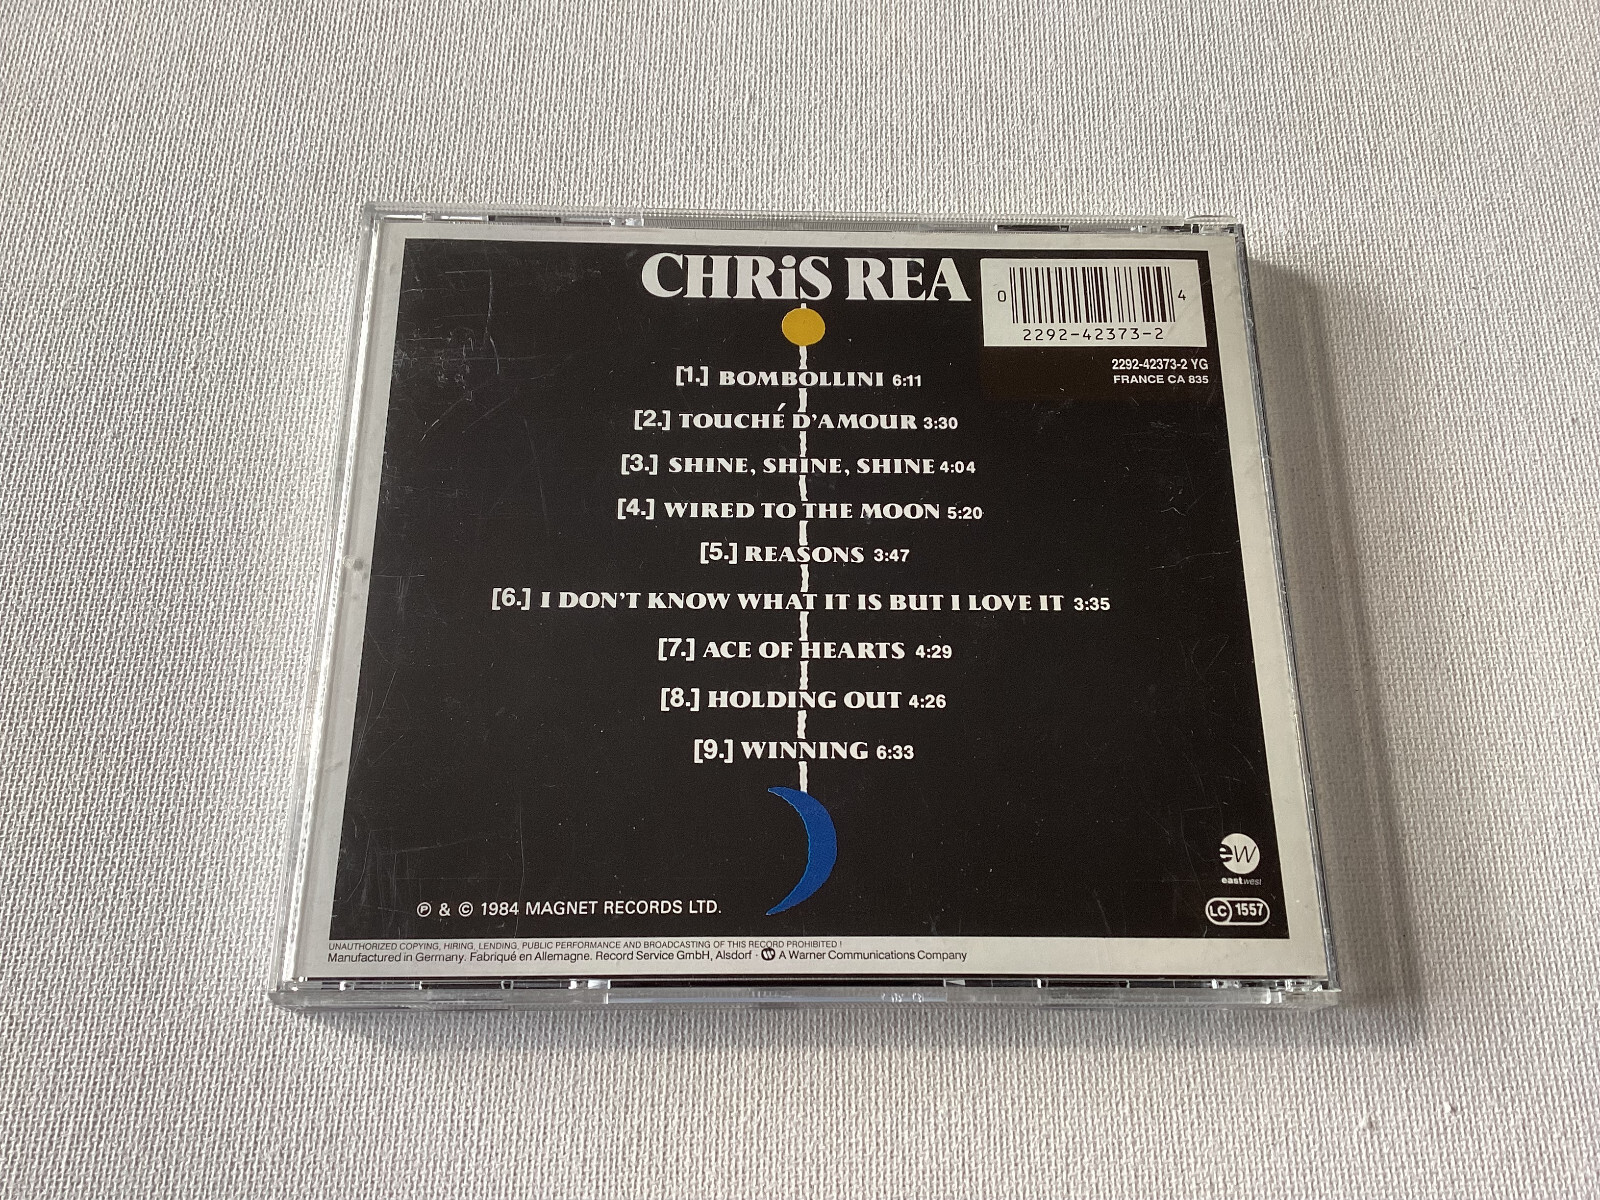 CHRiS REA
0 4
2292-42373-2
2292-42373-2 YG
FRANCE CA 835
[1.] BOMBOLLINI 6:11
[2.] TOUCHÉ D'AMOUR 3:30
[3.] SHINE, SHINE, SHINE 4:04
[4.] WIRED TO THE MOON 5:20
[5.] REASONS 3:47
[6.] I DON'T KNOW WHAT IT IS BUT I LOVE IT 3:35
[7.] ACE OF HEARTS 4:29
[8.] HOLDING OUT 4:26
[9.] WINNING 6:33
ew
eastwest
℗ & © 1984 MAGNET RECORDS LTD.
LC 1557
UNAUTHORIZED COPYING, HIRING, LENDING, PUBLIC PERFORMANCE AND BROADCASTING OF THIS RECORD PROHIBITED !
Manufactured in Germany. Fabriqué en Allemagne. Record Service GmbH, Alsdorf · A Warner Communications Company